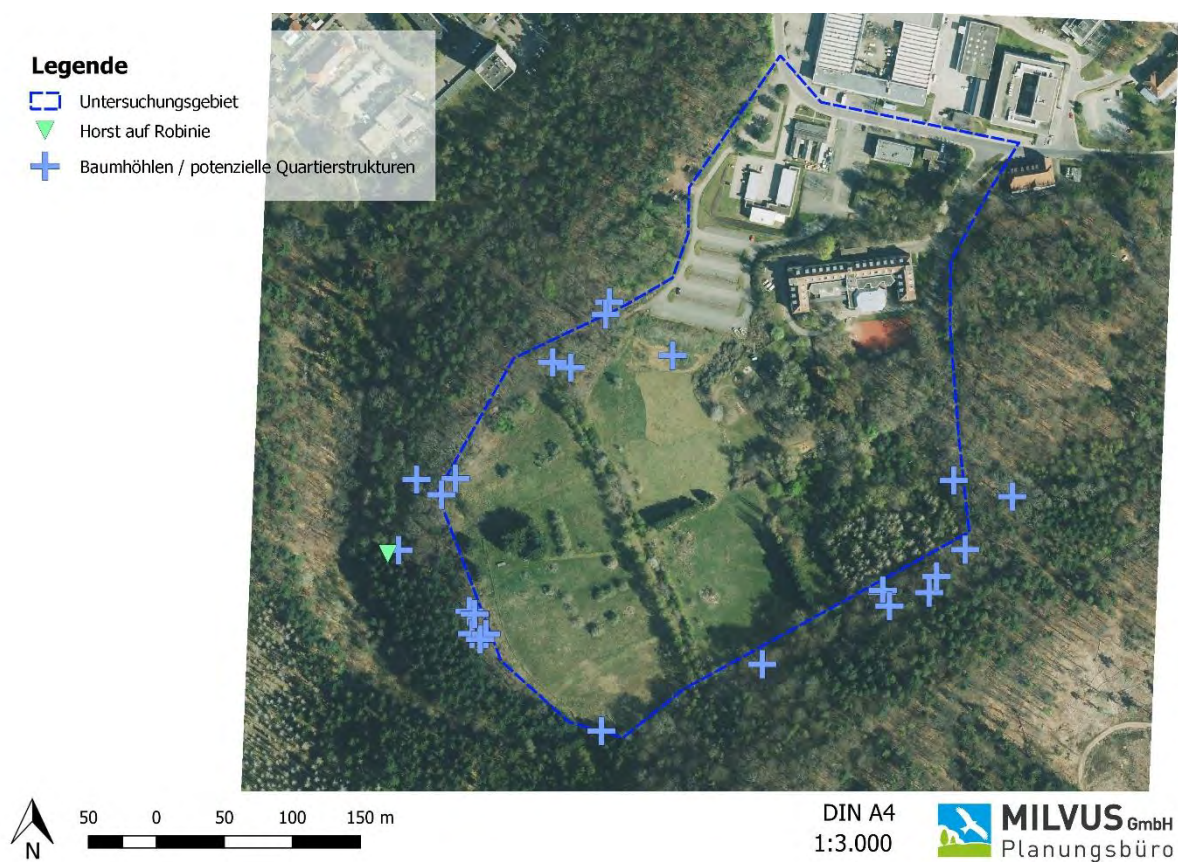 Legende
Untersuchungsgebiet
Horst auf Robinie
Baumhöhlen / potenzielle Quartierstrukturen
N
50 0 50 100 150 m
DIN A4
1:3.000
MILVUS GmbH
Planungsbüro